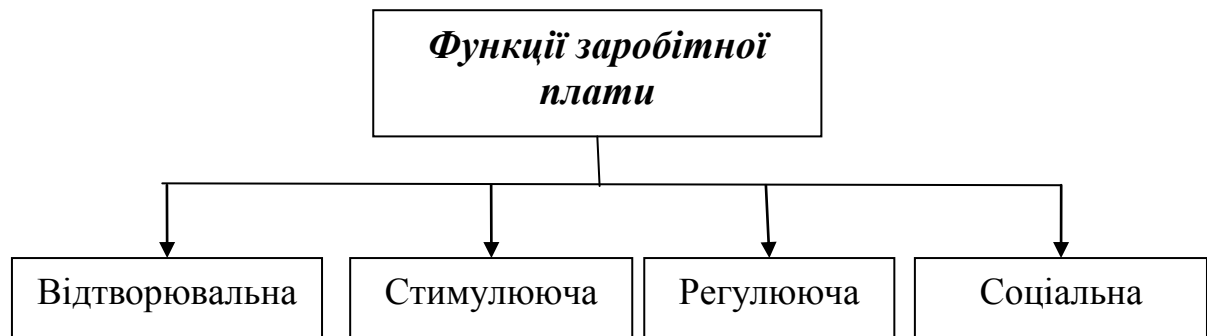 Функції заробітної
плати
Відтворювальна
Стимулююча
Регулююча
Соціальна